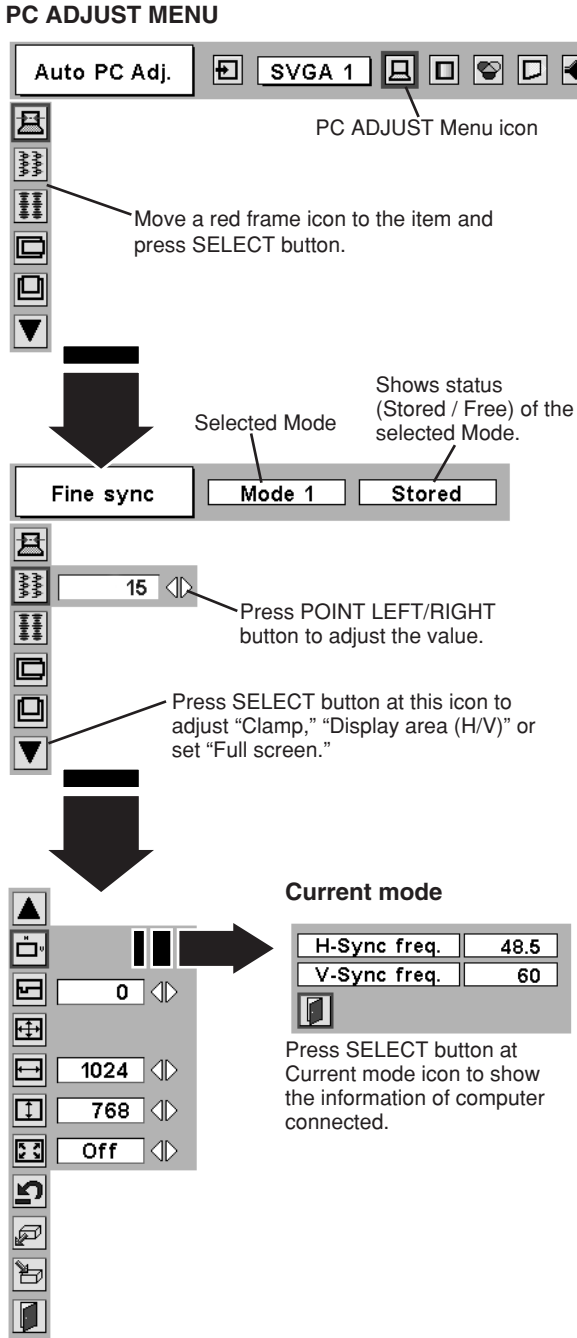 PC ADJUST MENU
Auto PC Adj.
SVGA 1
PC ADJUST Menu icon
Move a red frame icon to the item and
press SELECT button.
Shows status
(Stored / Free) of the
selected Mode.
Selected Mode
Fine sync
Mode 1
Stored
15
Press POINT LEFT/RIGHT
button to adjust the value.
Press SELECT button at this icon to
adjust “Clamp,” “Display area (H/V)” or
set “Full screen.”
Current mode
H-Sync freq. 48.5
V-Sync freq. 60
H
V
0
1024
768
Off
Press SELECT button at
Current mode icon to show
the information of computer
connected.